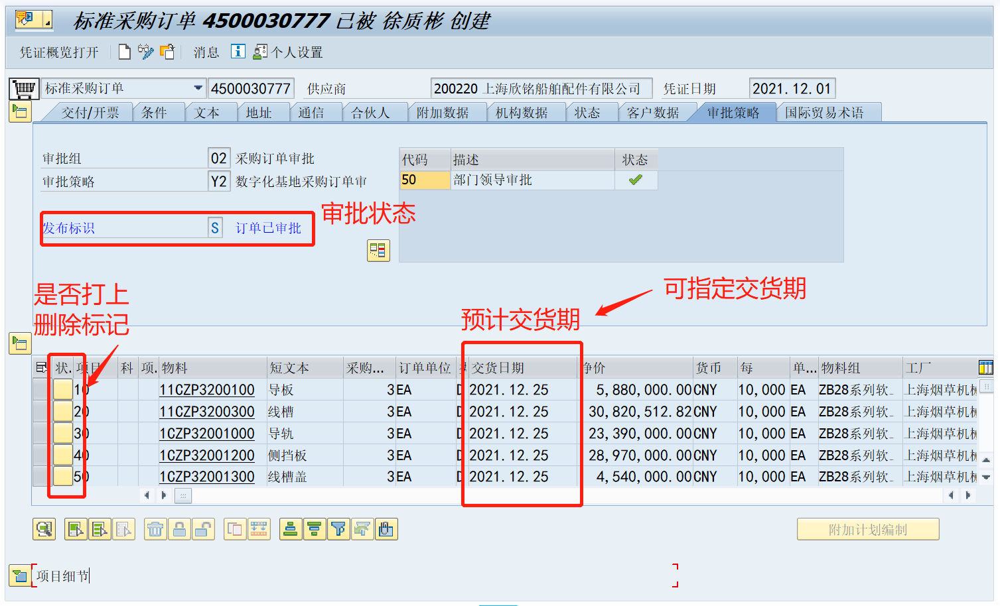 标准采购订单 4500030777 已被 徐质彬 创建
凭证概览打开 消息 个人设置
标准采购订单 4500030777 供应商 200220 上海欣铭船舶配件有限公司 凭证日期 2021.12.01
交付/开票 条件 文本 地址 通信 合伙人 附加数据 机构数据 状态 客户数据 审批策略 国际贸易术语
审批组 02 采购订单审批 代码 描述 状态
审批策略 Y2 数字化基地采购订单审 50 部门领导审批
审批状态
发布标识 S 订单已审批
是否打上
删除标记
可指定交货期
预计交货期
状. 项目 科 项. 物料 短文本 采购... 订单单位 交货日期 净价 货币 每 单... 物料组 工厂
10 11CZP3200100 导板 3 EA D 2021.12.25 5,880,000.00 CNY 10,000 EA ZB28系列软… 上海烟草机械
20 11CZP3200300 线槽 3 EA D 2021.12.25 30,820,512.82 CNY 10,000 EA ZB28系列软… 上海烟草机械
30 1CZP32001000 导轨 3 EA D 2021.12.25 23,390,000.00 CNY 10,000 EA ZB28系列软… 上海烟草机械
40 1CZP32001200 侧挡板 3 EA D 2021.12.25 28,970,000.00 CNY 10,000 EA ZB28系列软… 上海烟草机械
50 1CZP32001300 线槽盖 3 EA D 2021.12.25 4,540,000.00 CNY 10,000 EA ZB28系列软… 上海烟草机械
附加计划编制
项目细节